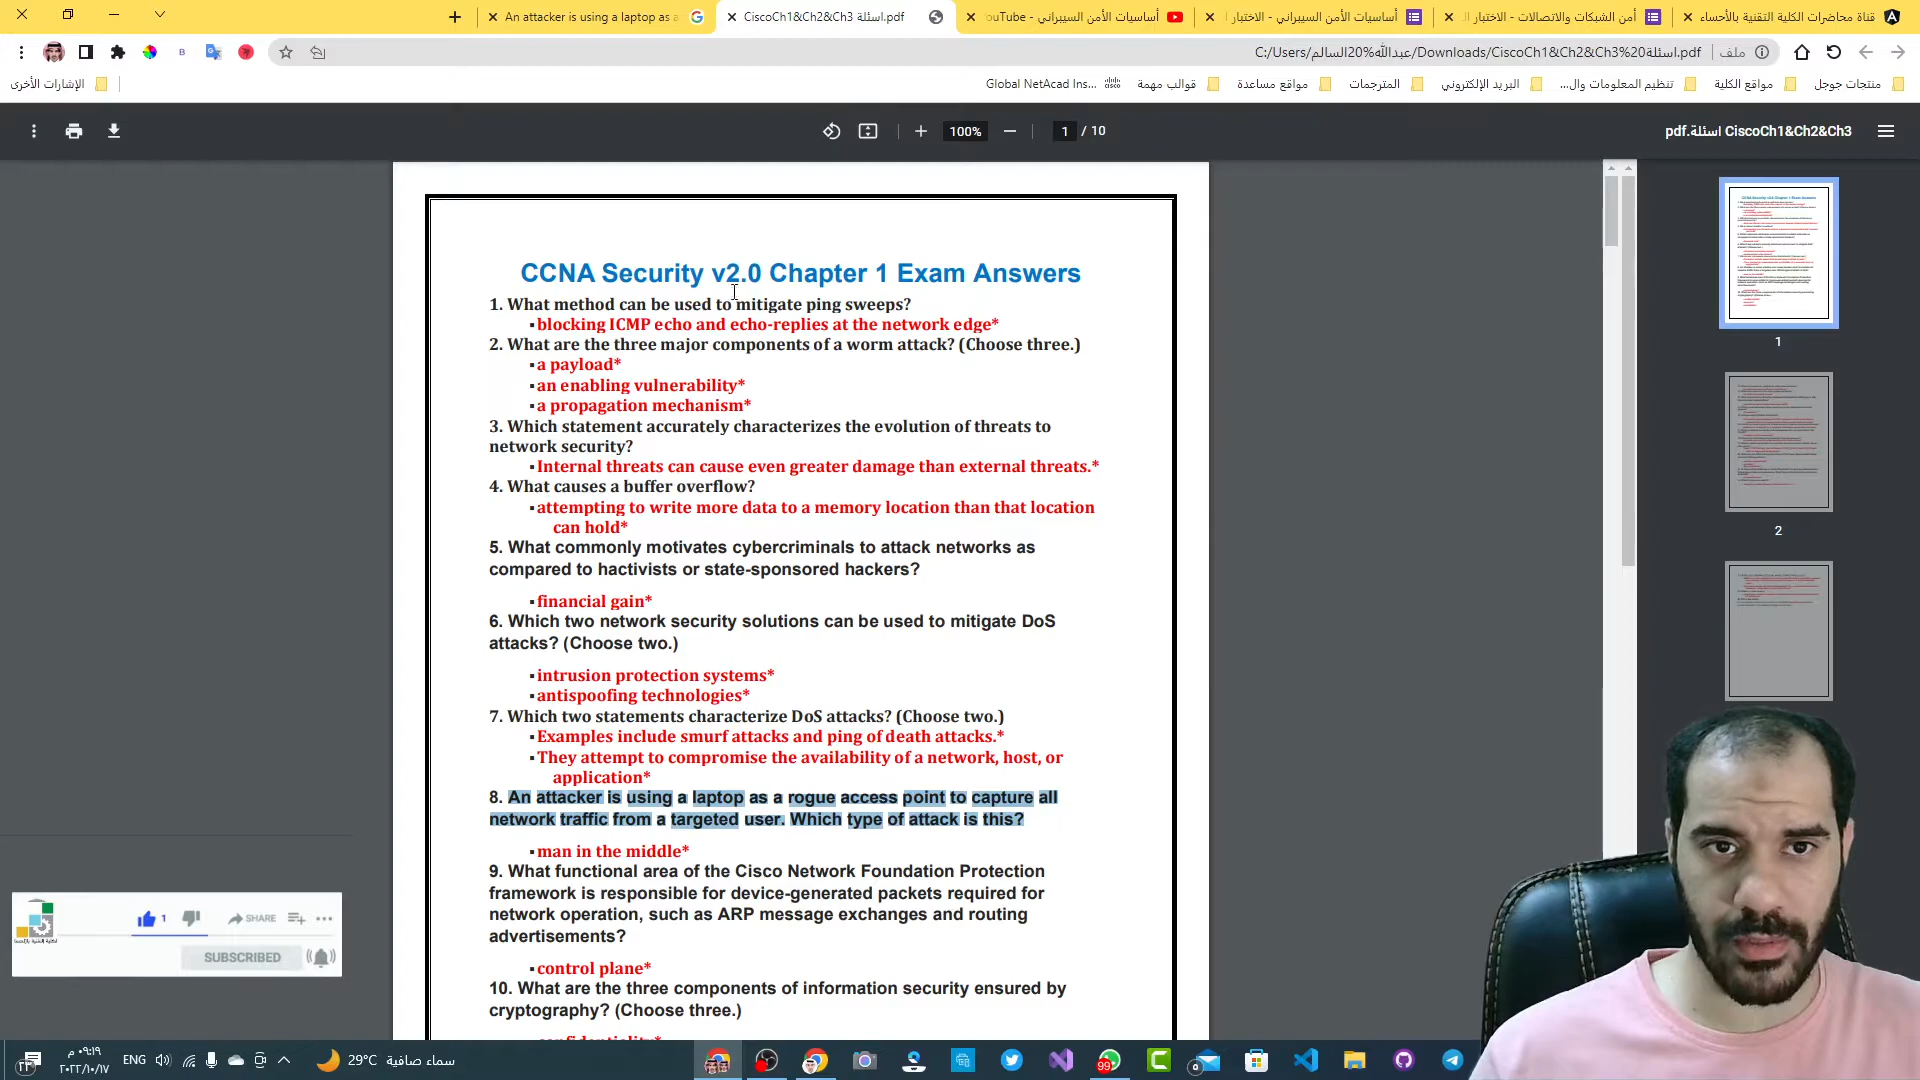 An attacker is using a laptop as a
CiscoCh1&Ch2&Ch3 اسئلة.pdf
أساسيات الأمن السيبراني - YouTube
أساسيات الأمن السيبراني - الاختبار ا
أمن الشبكات والاتصالات - الاختبار الـ
قناة محاضرات الكلية التقنية بالأحساء
C:/Users/عبدالله%20السالم/Downloads/CiscoCh1&Ch2&Ch3%20اسئلة.pdf
ملف
الإشارات الأخرى
Global NetAcad Ins...
قوالب مهمة
مواقع مساعدة
المترجمات
البريد الإلكتروني
تنظيم المعلومات وال...
مواقع الكلية
منتجات جوجل
100%
1 / 10
CiscoCh1&Ch2&Ch3 اسئلة.pdf
CCNA Security v2.0 Chapter 1 Exam Answers
1. What method can be used to mitigate ping sweeps?
▪blocking ICMP echo and echo-replies at the network edge*
2. What are the three major components of a worm attack? (Choose three.)
▪a payload*
▪an enabling vulnerability*
▪a propagation mechanism*
3. Which statement accurately characterizes the evolution of threats to
network security?
▪Internal threats can cause even greater damage than external threats.*
4. What causes a buffer overflow?
▪attempting to write more data to a memory location than that location
can hold*
5. What commonly motivates cybercriminals to attack networks as
compared to hactivists or state-sponsored hackers?
▪financial gain*
6. Which two network security solutions can be used to mitigate DoS
attacks? (Choose two.)
▪intrusion protection systems*
▪antispoofing technologies*
7. Which two statements characterize DoS attacks? (Choose two.)
▪Examples include smurf attacks and ping of death attacks.*
▪They attempt to compromise the availability of a network, host, or
application*
8. An attacker is using a laptop as a rogue access point to capture all
network traffic from a targeted user. Which type of attack is this?
▪man in the middle*
9. What functional area of the Cisco Network Foundation Protection
framework is responsible for device-generated packets required for
network operation, such as ARP message exchanges and routing
advertisements?
▪control plane*
10. What are the three components of information security ensured by
cryptography? (Choose three.)
▪confidentiality*
1
2
1
SHARE
SUBSCRIBED
٠٩:١٩ م
٢٠٢٢/١٠/١٧
ENG
29°C
سماء صافية
99